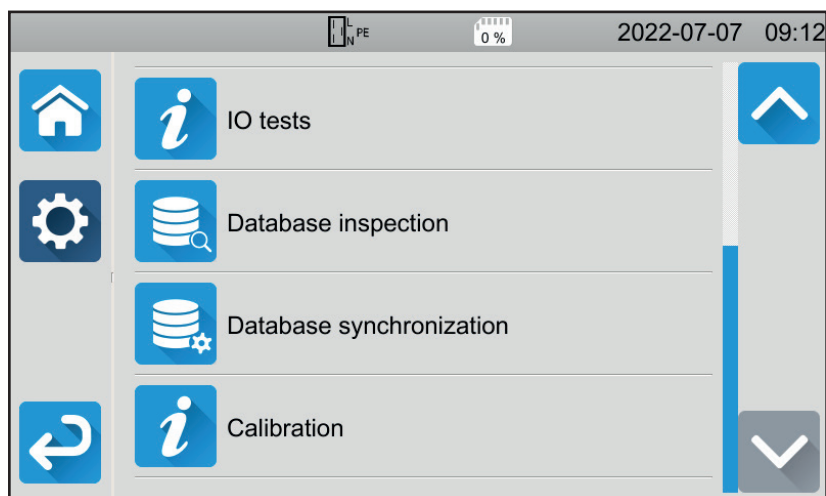 L
N PE
0 %
2022-07-07 09:12
IO tests
Database inspection
Database synchronization
Calibration